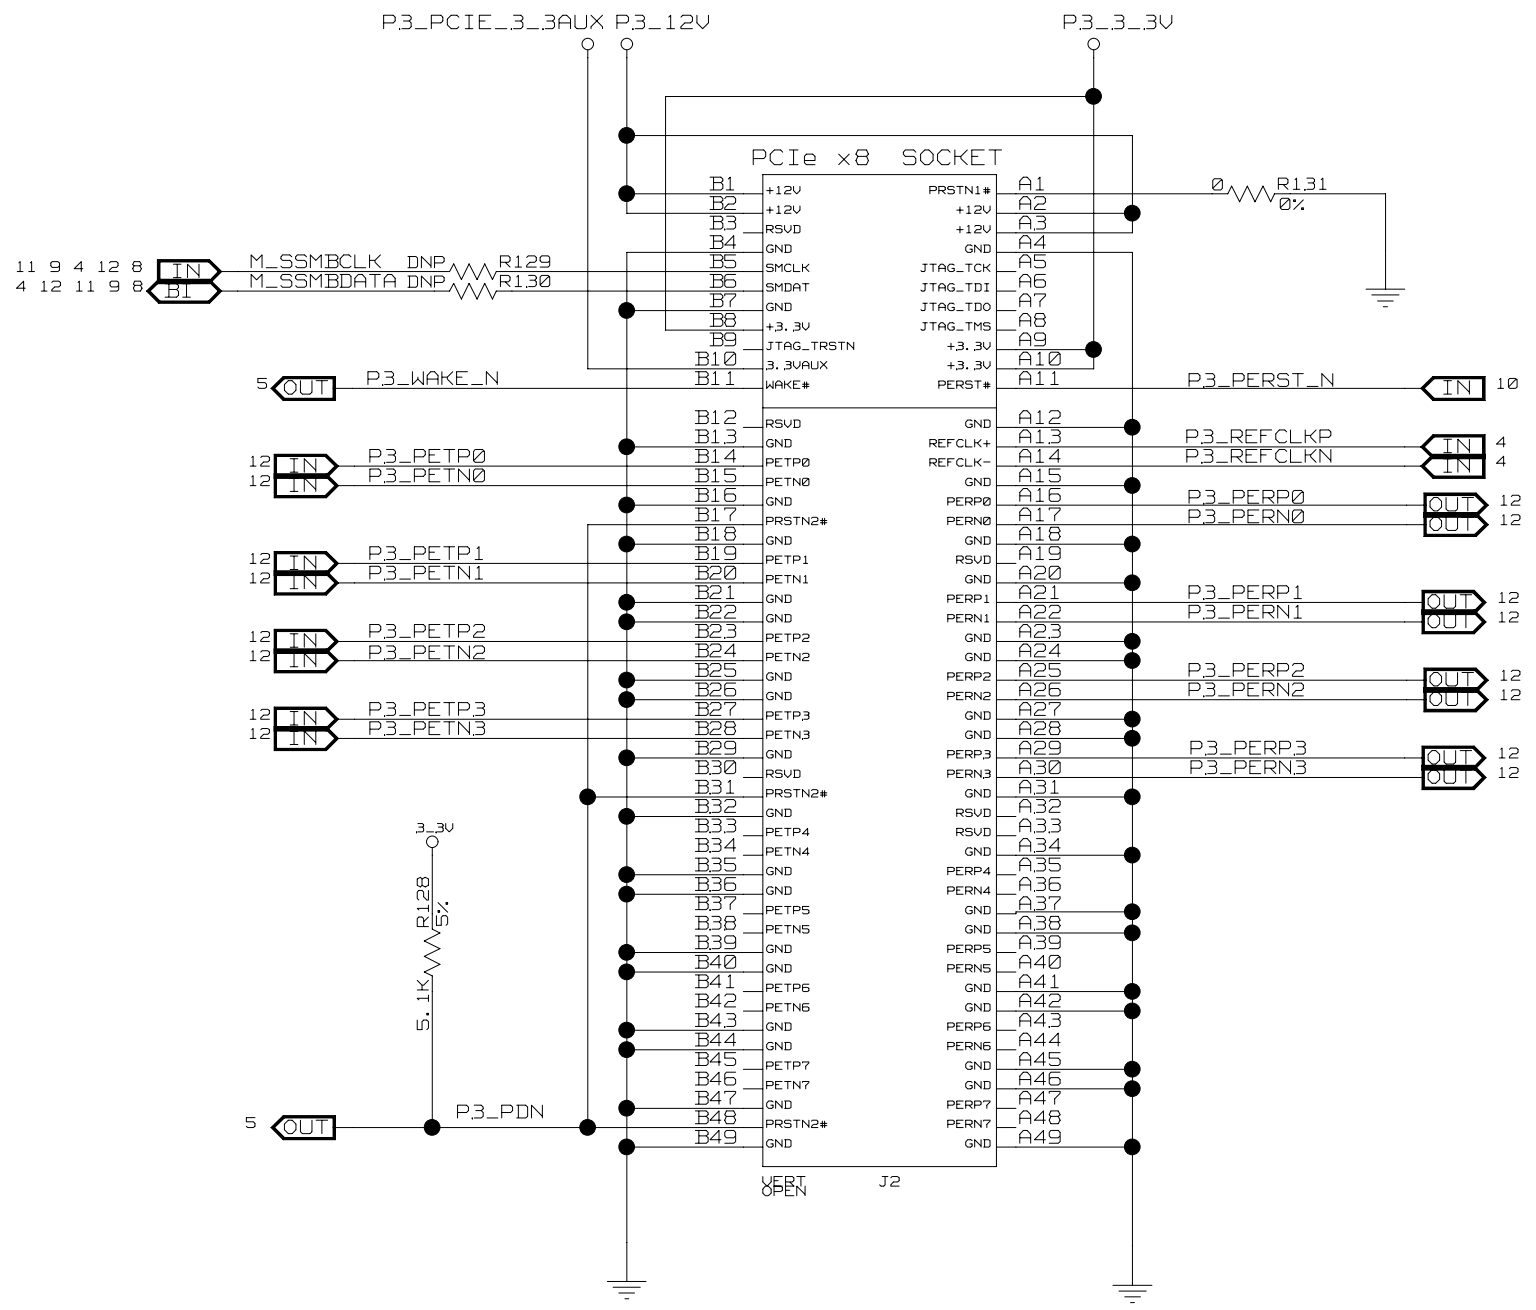 P3_PCIE_3_3AUX P3_12V P3_3_3V
PCIe x8 SOCKET
B1 +12V PRSTN1# A1 0 R131
B2 +12V +12V A2 0%
B3 RSVD +12V A3
B4 GND GND A4
11 9 4 12 8 IN M_SSMBCLK DNP R129 B5 SMCLK JTAG_TCK A5
4 12 11 9 8 BI M_SSMBDATA DNP R130 B6 SMDAT JTAG_TDI A6
B7 GND JTAG_TDO A7
B8 +3.3V JTAG_TMS A8
B9 JTAG_TRSTN +3.3V A9
B10 3.3VAUX +3.3V A10
5 OUT P3_WAKE_N B11 WAKE# PERST# A11 P3_PERST_N IN 10
B12 RSVD GND A12
B13 GND REFCLK+ A13 P3_REFCLKP IN 4
12 IN P3_PETP0 B14 PETP0 REFCLK- A14 P3_REFCLKN IN 4
12 IN P3_PETN0 B15 PETN0 GND A15
B16 GND PERP0 A16 P3_PERP0 OUT 12
B17 PRSTN2# PERN0 A17 P3_PERN0 OUT 12
B18 GND GND A18
12 IN P3_PETP1 B19 PETP1 RSVD A19
12 IN P3_PETN1 B20 PETN1 GND A20
B21 GND PERP1 A21 P3_PERP1 OUT 12
B22 GND PERN1 A22 P3_PERN1 OUT 12
12 IN P3_PETP2 B23 PETP2 GND A23
12 IN P3_PETN2 B24 PETN2 GND A24
B25 GND PERP2 A25 P3_PERP2 OUT 12
B26 GND PERN2 A26 P3_PERN2 OUT 12
12 IN P3_PETP3 B27 PETP3 GND A27
12 IN P3_PETN3 B28 PETN3 GND A28
B29 GND PERP3 A29 P3_PERP3 OUT 12
B30 RSVD PERN3 A30 P3_PERN3 OUT 12
B31 PRSTN2# GND A31
B32 GND RSVD A32
3_3V B33 PETP4 RSVD A33
B34 PETN4 GND A34
B35 GND PERP4 A35
B36 GND PERN4 A36
R128 5% B37 PETP5 GND A37
B38 PETN5 GND A38
B39 GND PERP5 A39
B40 GND PERN5 A40
B41 PETP6 GND A41
5.1K B42 PETN6 GND A42
B43 GND PERP6 A43
B44 GND PERN6 A44
B45 PETP7 GND A45
B46 PETN7 GND A46
B47 GND PERP7 A47
5 OUT P3_PDN B48 PRSTN2# PERN7 A48
B49 GND GND A49
VERT J2
OPEN